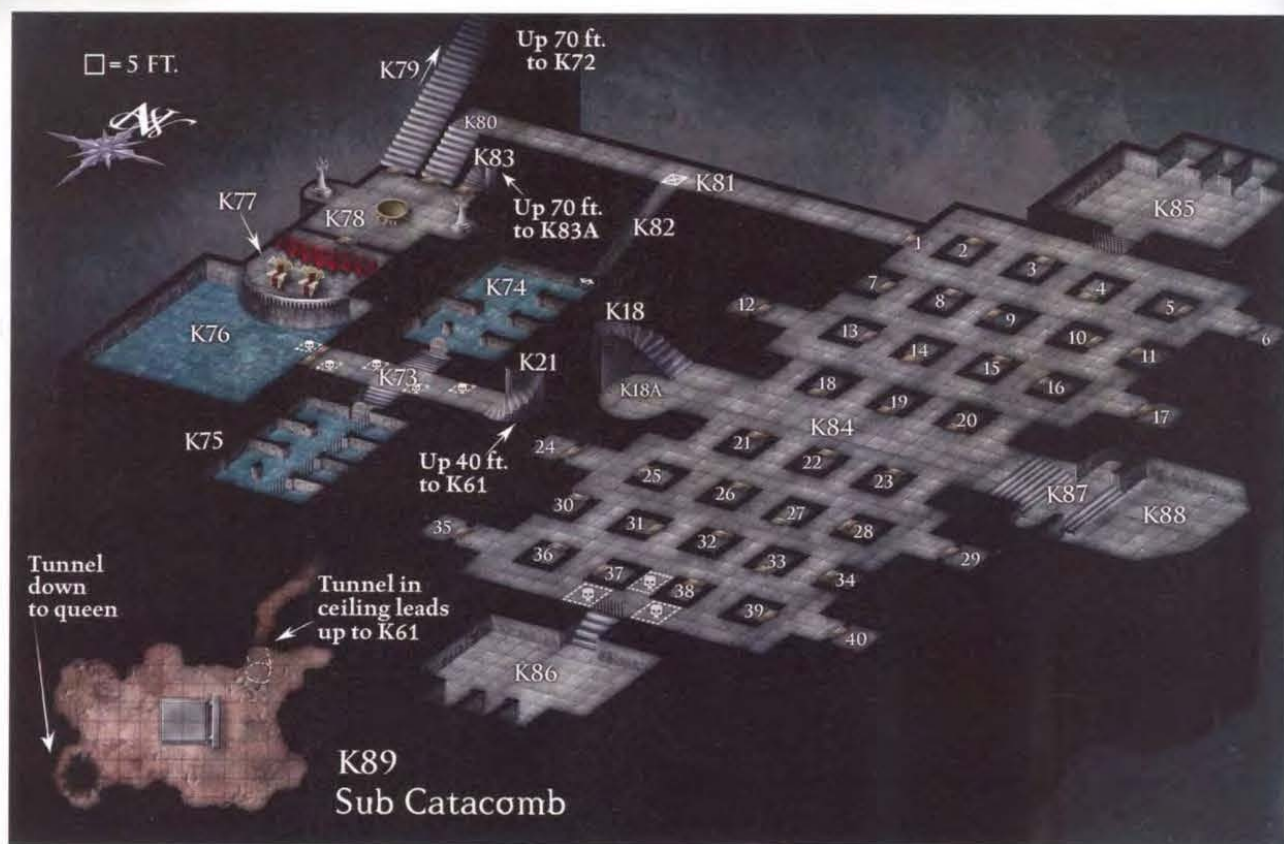 □ = 5 FT.
K79
Up 70 ft.
to K72
K80
K83
K81
K85
K77
K78
Up 70 ft.
to K83A
K82
1
2
3
4
5
6
7
8
9
10
11
12
13
14
15
16
17
K74
K18
K76
K21
K18A
K73
18
19
20
K84
K75
Up 40 ft.
to K61
21
22
23
24
25
26
27
28
29
K87
K88
30
31
32
33
34
35
36
37
38
39
40
K86
Tunnel
down
to queen
Tunnel in
ceiling leads
up to K61
K89
Sub Catacomb